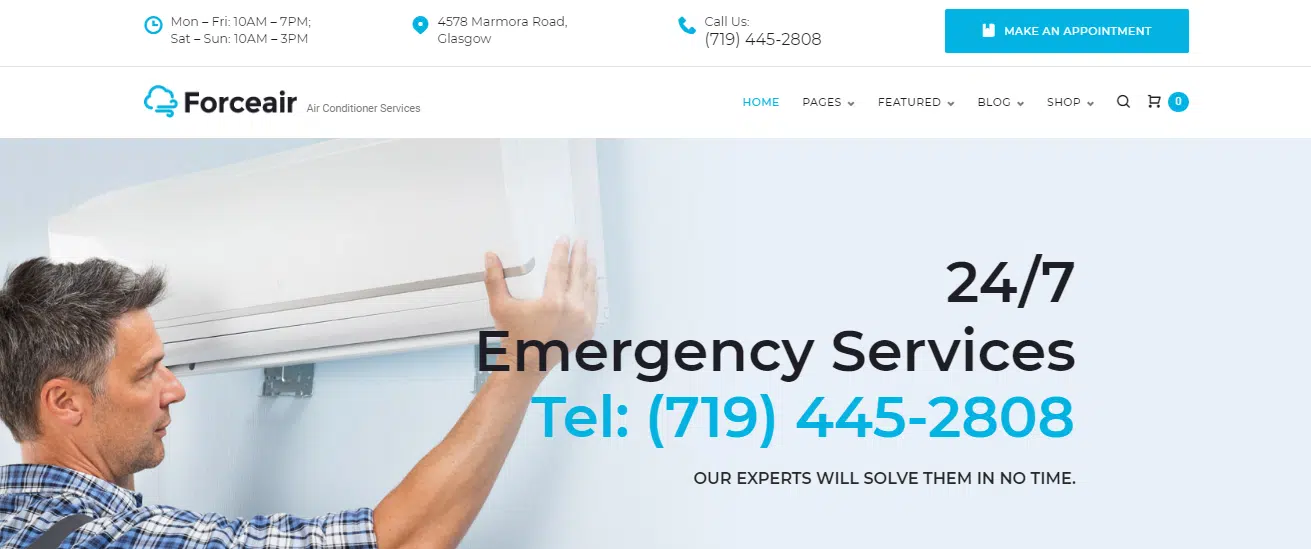 Mon – Fri: 10AM – 7PM;
Sat – Sun: 10AM – 3PM
4578 Marmora Road,
Glasgow
Call Us:
(719) 445-2808
MAKE AN APPOINTMENT
Forceair Air Conditioner Services
HOME PAGES FEATURED BLOG SHOP 0
24/7
Emergency Services
Tel: (719) 445-2808
OUR EXPERTS WILL SOLVE THEM IN NO TIME.